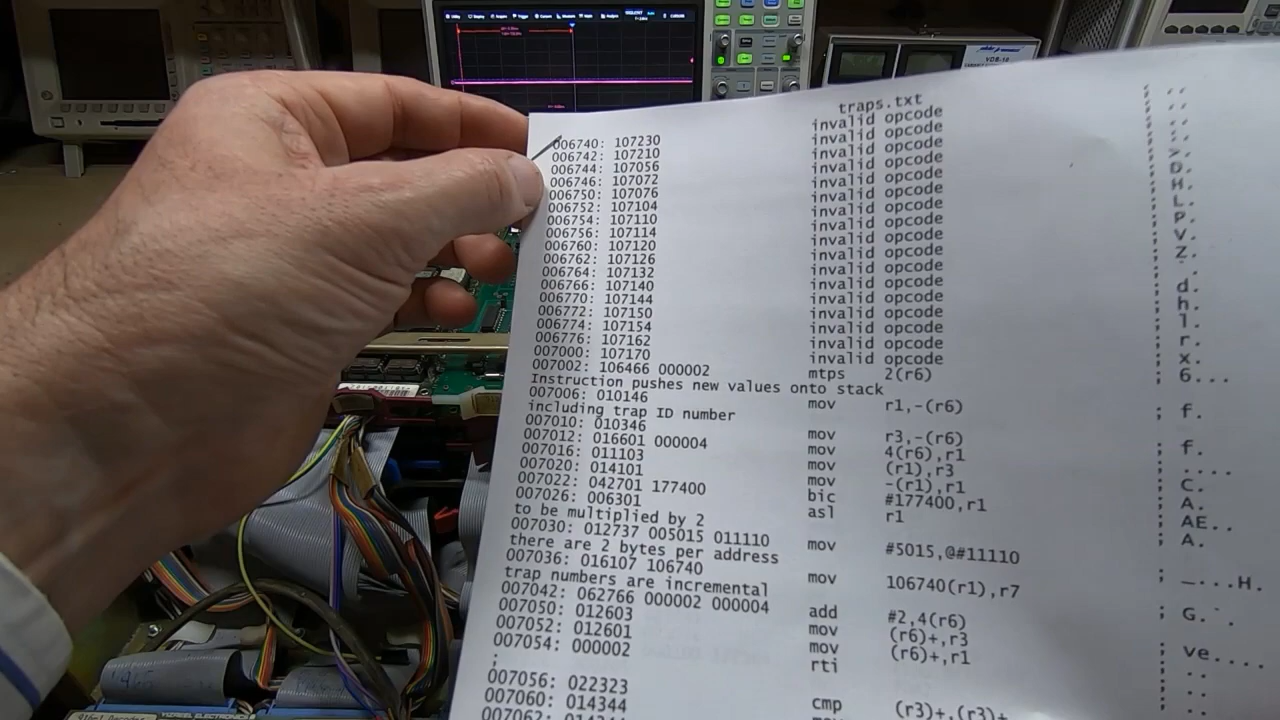 traps.txt
006740: 107230 invalid opcode
006742: 107210 invalid opcode
006744: 107056 invalid opcode
006746: 107072 invalid opcode
006750: 107076 invalid opcode
006752: 107104 invalid opcode
006754: 107110 invalid opcode
006756: 107114 invalid opcode
006760: 107120 invalid opcode
006762: 107126 invalid opcode
006764: 107132 invalid opcode
006766: 107140 invalid opcode
006770: 107144 invalid opcode
006772: 107150 invalid opcode
006774: 107154 invalid opcode
006776: 107162 invalid opcode
007000: 107170 invalid opcode
007002: 106466 000002 mtps 2(r6) ; 6...
Instruction pushes new values onto stack
007006: 010146 mov r1,-(r6) ; f.
including trap ID number
007010: 010346 mov r3,-(r6) ; f.
007012: 016601 000004 mov 4(r6),r1 ; ....
007016: 011103 mov (r1),r3 ; C.
007020: 014101 mov -(r1),r1 ; A.
007022: 042701 177400 bic #177400,r1 ; AE..
007026: 006301 asl r1 ; A.
to be multiplied by 2
007030: 012737 005015 011110 mov #5015,@#11110 ; _...H.
there are 2 bytes per address
007036: 016107 106740 mov 106740(r1),r7 ; G. .
trap numbers are incremental
007042: 062766 000002 000004 add #2,4(r6) ; ve....
007050: 012603 mov (r6)+,r3
007052: 012601 mov (r6)+,r1
007054: 000002 rti
;
007056: 022323 cmp (r3)+,(r3)+
007060: 014344
007062: